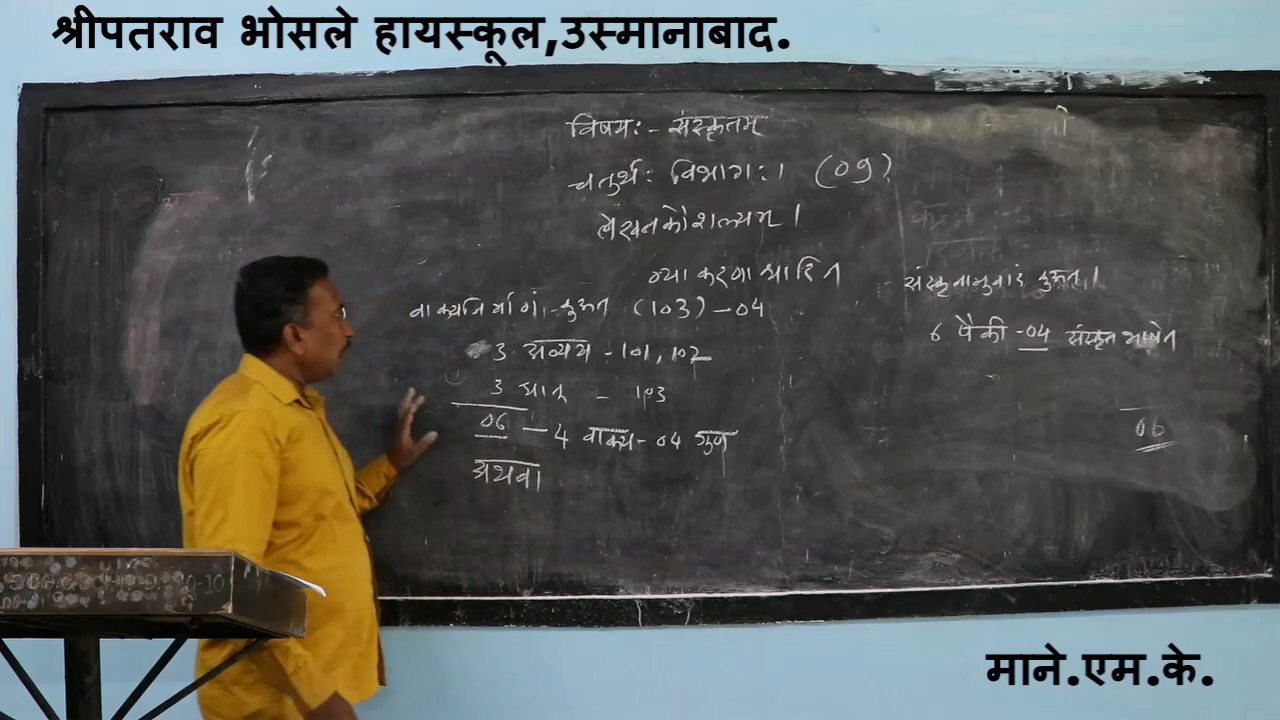 श्रीपतराव भोसले हायस्कूल,उस्मानाबाद.
विषयः- संस्कृतम्
चतुर्थः विभागः। (09)
लेखनकौशल्यम्।
व्याकरणाधारित
वाक्यनिर्माणं कुरुत (103) - 04
3 अव्यय - 101, 102
3 धातु - 103
06 - 4 वाक्य - 04 गुण
अथवा
संस्कृतानुवादं कुरुत।
6 पैकी - 04 संस्कृत भाषेत
06
माने.एम.के.